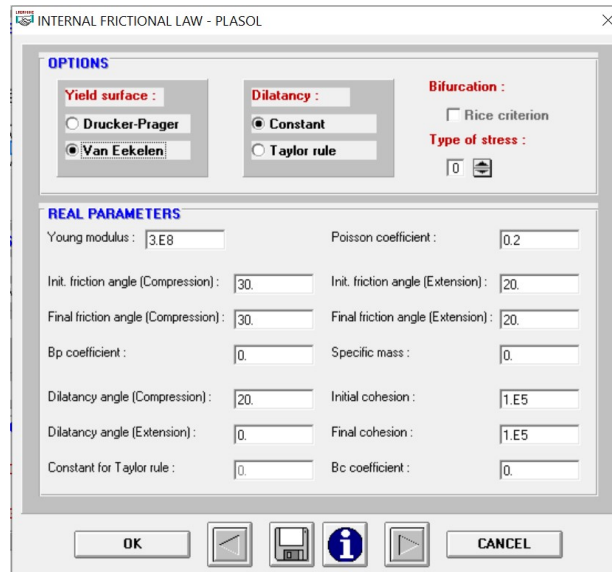 INTERNAL FRICTIONAL LAW - PLASOL
OPTIONS
Yield surface :
Drucker-Prager
Van Eekelen
Dilatancy :
Constant
Taylor rule
Bifurcation :
Rice criterion
Type of stress :
0
REAL PARAMETERS
Young modulus : 3.E8
Poisson coefficient : 0.2
Init. friction angle (Compression) : 30.
Init. friction angle (Extension) : 20.
Final friction angle (Compression) : 30.
Final friction angle (Extension) : 20.
Bp coefficient : 0.
Specific mass : 0.
Dilatancy angle (Compression) : 20.
Initial cohesion : 1.E5
Dilatancy angle (Extension) : 0.
Final cohesion : 1.E5
Constant for Taylor rule : 0.
Bc coefficient : 0.
OK
CANCEL